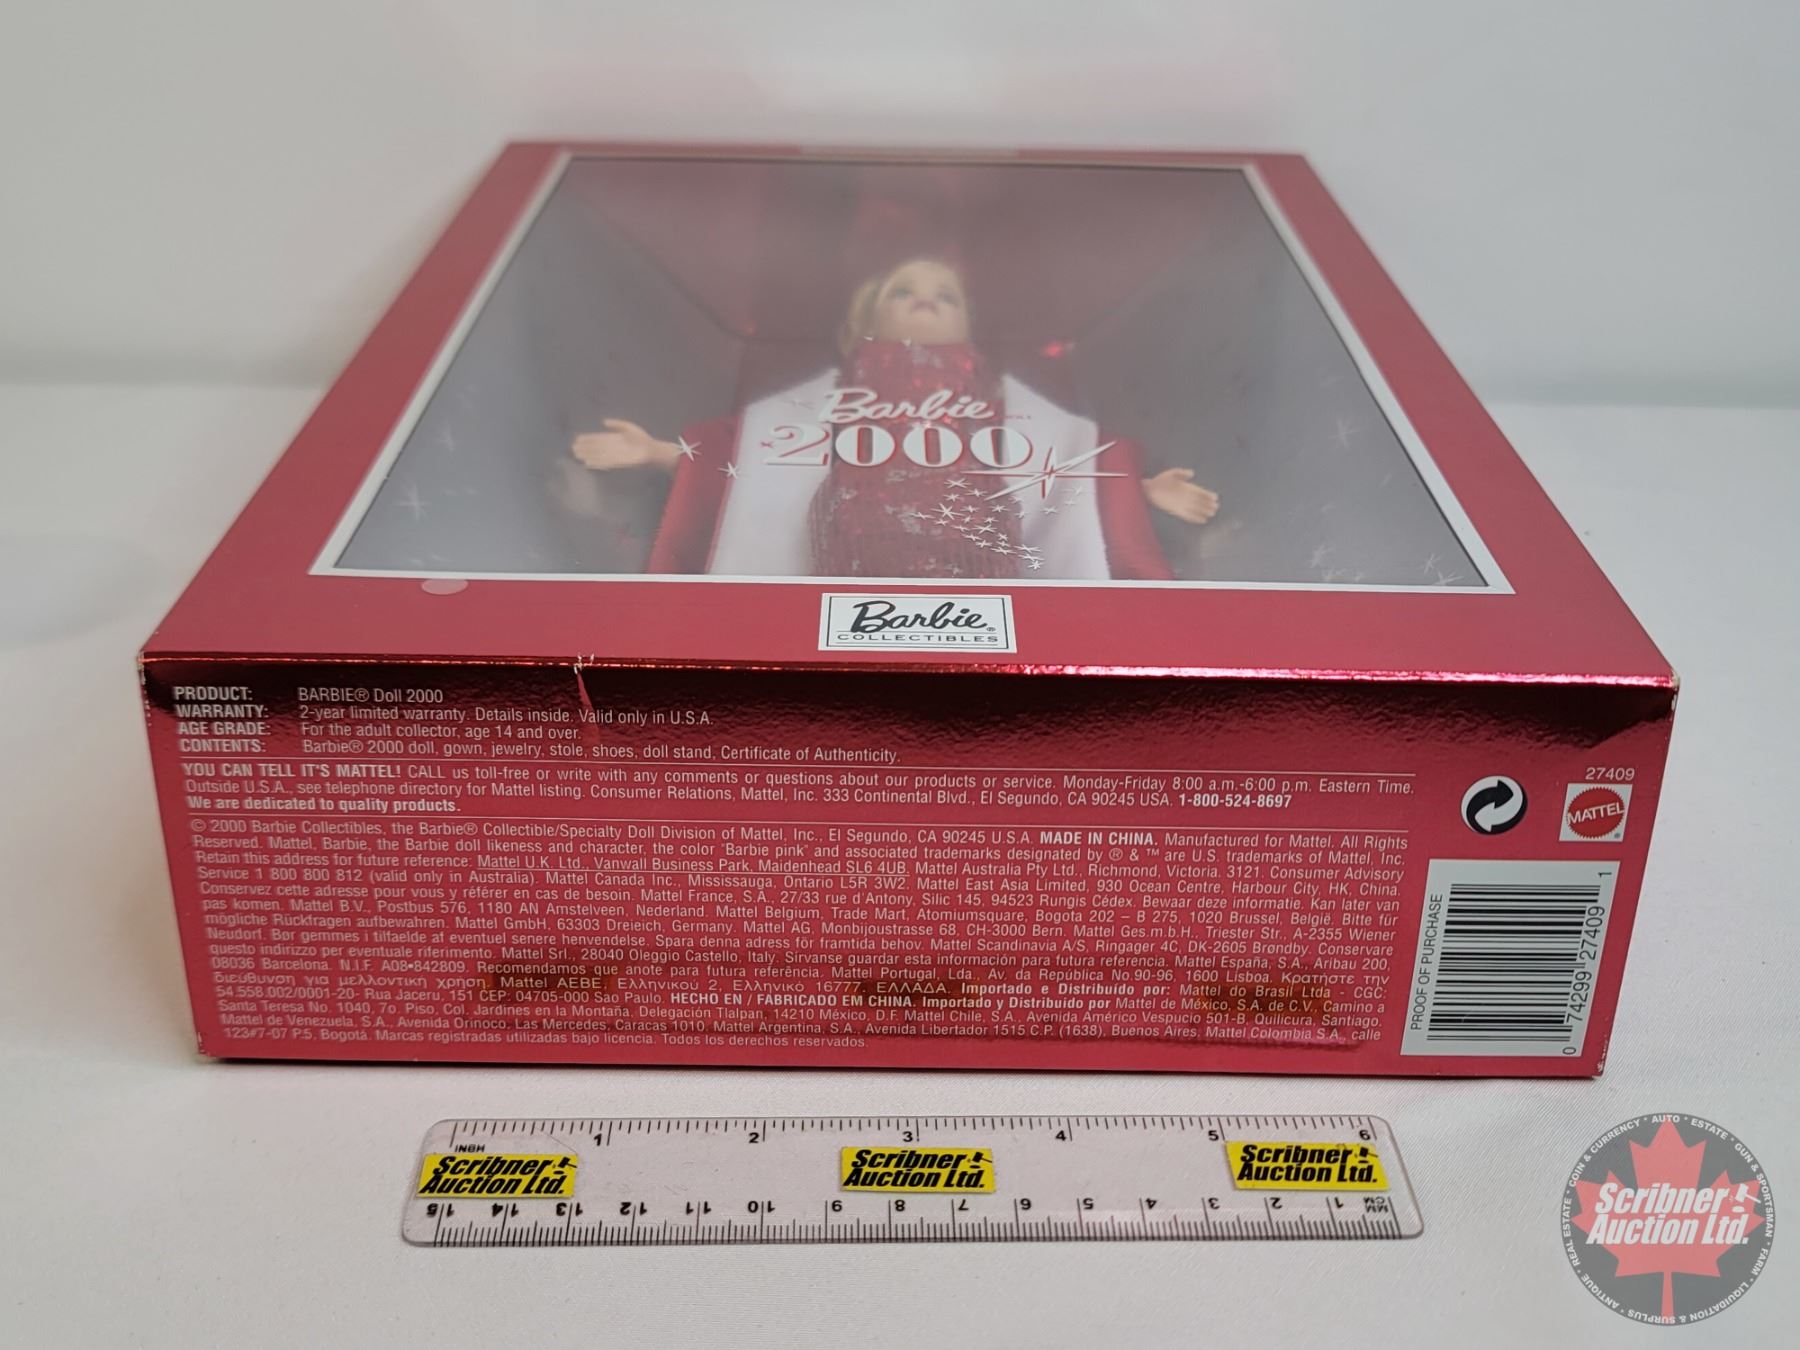 Barbie
2000
Barbie®
COLLECTIBLES
PRODUCT: BARBIE® Doll 2000
WARRANTY: 2-year limited warranty. Details inside. Valid only in U.S.A.
AGE GRADE: For the adult collector, age 14 and over.
CONTENTS: Barbie® 2000 doll, gown, jewelry, stole, shoes, doll stand, Certificate of Authenticity.
YOU CAN TELL IT'S MATTEL! CALL us toll-free or write with any comments or questions about our products or service. Monday-Friday 8:00 a.m.-6:00 p.m. Eastern Time.
Outside U.S.A., see telephone directory for Mattel listing. Consumer Relations, Mattel, Inc. 333 Continental Blvd., El Segundo, CA 90245 USA. 1-800-524-8697
We are dedicated to quality products.
© 2000 Barbie Collectibles, the Barbie® Collectible/Specialty Doll Division of Mattel, Inc., El Segundo, CA 90245 U.S.A. MADE IN CHINA. Manufactured for Mattel. All Rights
Reserved. Mattel, Barbie, the Barbie doll likeness and character, the color "Barbie pink" and associated trademarks designated by ® & ™ are U.S. trademarks of Mattel, Inc.
Retain this address for future reference: Mattel U.K. Ltd., Vanwall Business Park, Maidenhead SL6 4UB. Mattel Australia Pty Ltd., Richmond, Victoria. 3121. Consumer Advisory
Service 1 800 800 812 (valid only in Australia). Mattel Canada Inc., Mississauga, Ontario L5R 3W2. Mattel East Asia Limited, 930 Ocean Centre, Harbour City, HK, China.
Conservez cette adresse pour vous y référer en cas de besoin. Mattel France, S.A., 27/33 rue d'Antony, Silic 145, 94523 Rungis Cédex. Bewaar deze informatie. Kan later van
pas komen. Mattel B.V., Postbus 576, 1180 AN Amstelveen, Nederland. Mattel Belgium, Trade Mart, Atomiumsquare, Bogota 202 – B 275, 1020 Brussel, België. Bitte für
mögliche Rückfragen aufbewahren. Mattel GmbH, 63303 Dreieich, Germany. Mattel AG, Monbijoustrasse 68, CH-3000 Bern. Mattel Ges.m.b.H., Triester Str., A-2355 Wiener
Neudorf. Bør gemmes i tilfaelde af eventuel senere henvendelse. Spara denna adress för framtida behov. Mattel Scandinavia A/S, Ringager 4C, DK-2605 Brøndby. Conservare
questo indirizzo per eventuale riferimento. Mattel Srl., 28040 Oleggio Castello, Italy. Sirvanse guardar esta información para futura referencia. Mattel España, S.A., Aribau 200,
08036 Barcelona. N.I.F. A08•842809. Recomendamos que anote para futura referência. Mattel Portugal, Lda., Av. da República No.90-96, 1600 Lisboa. Κρατήστε την
διεύθυνση για μελλοντική χρήση. Mattel AEBE, Ελληνικού 2, Ελληνικό 16777. ΕΛΛΑΔΑ. Importado e Distribuído por: Mattel do Brasil Ltda - CGC:
54.558.002/0001-20- Rua Jaceru, 151 CEP: 04705-000 São Paulo. HECHO EN / FABRICADO EM CHINA. Importado y Distribuido por Mattel de México, S.A. de C.V., Camino a
Santa Teresa No. 1040, 7o. Piso, Col. Jardines en la Montaña, Delegación Tlalpan, 14210 México, D.F. Mattel Chile, S.A., Avenida Américo Vespucio 501-B, Quilicura, Santiago.
Mattel de Venezuela, S.A., Avenida Orinoco, Las Mercedes, Caracas 1010. Mattel Argentina, S.A., Avenida Libertador 1515 C.P. (1638), Buenos Aires. Mattel Colombia S.A., calle
123#7-07 P.5. Bogotá. Marcas registradas utilizadas bajo licencia. Todos los derechos reservados.
27409
MATTEL
PROOF OF PURCHASE
0 74299 27409 1
1 2 3 4 5 6
INCH
Scribner Auction Ltd.
Scribner Auction Ltd.
Scribner Auction Ltd.
15 14 13 12 11 10 9 8 7 6 5 4 3 2 1 MM CM
COIN & CURRENCY · AUTO · ESTATE · GUN & SPORTSMAN · FARM · LIQUIDATION & SURPLUS · ANTIQUE · REAL ESTATE
Scribner
Auction Ltd.